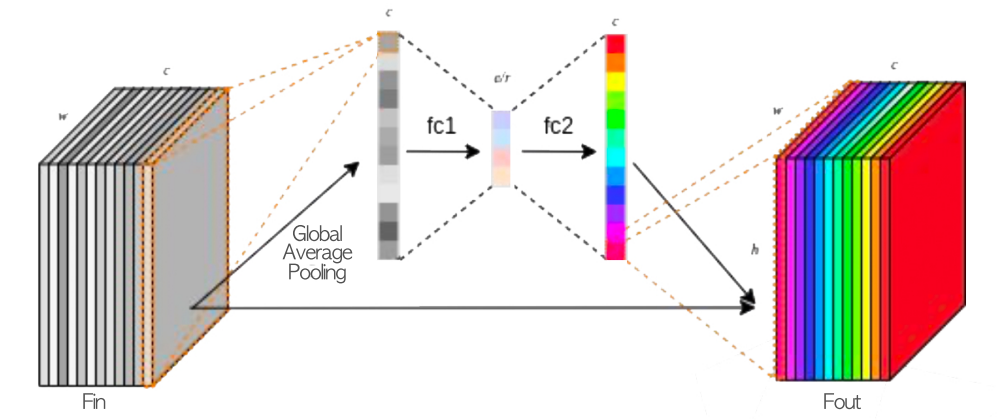 c
w
Fin
Global
Average
Pooling
c
fc1
c/r
fc2
c
c
w
h
Fout